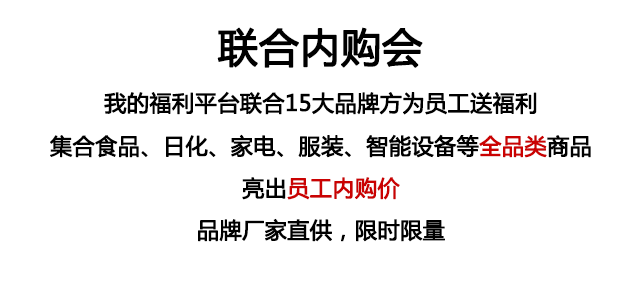 联合内购会
我的福利平台联合15大品牌方为员工送福利
集合食品、日化、家电、服装、智能设备等全品类商品
亮出员工内购价
品牌厂家直供，限时限量